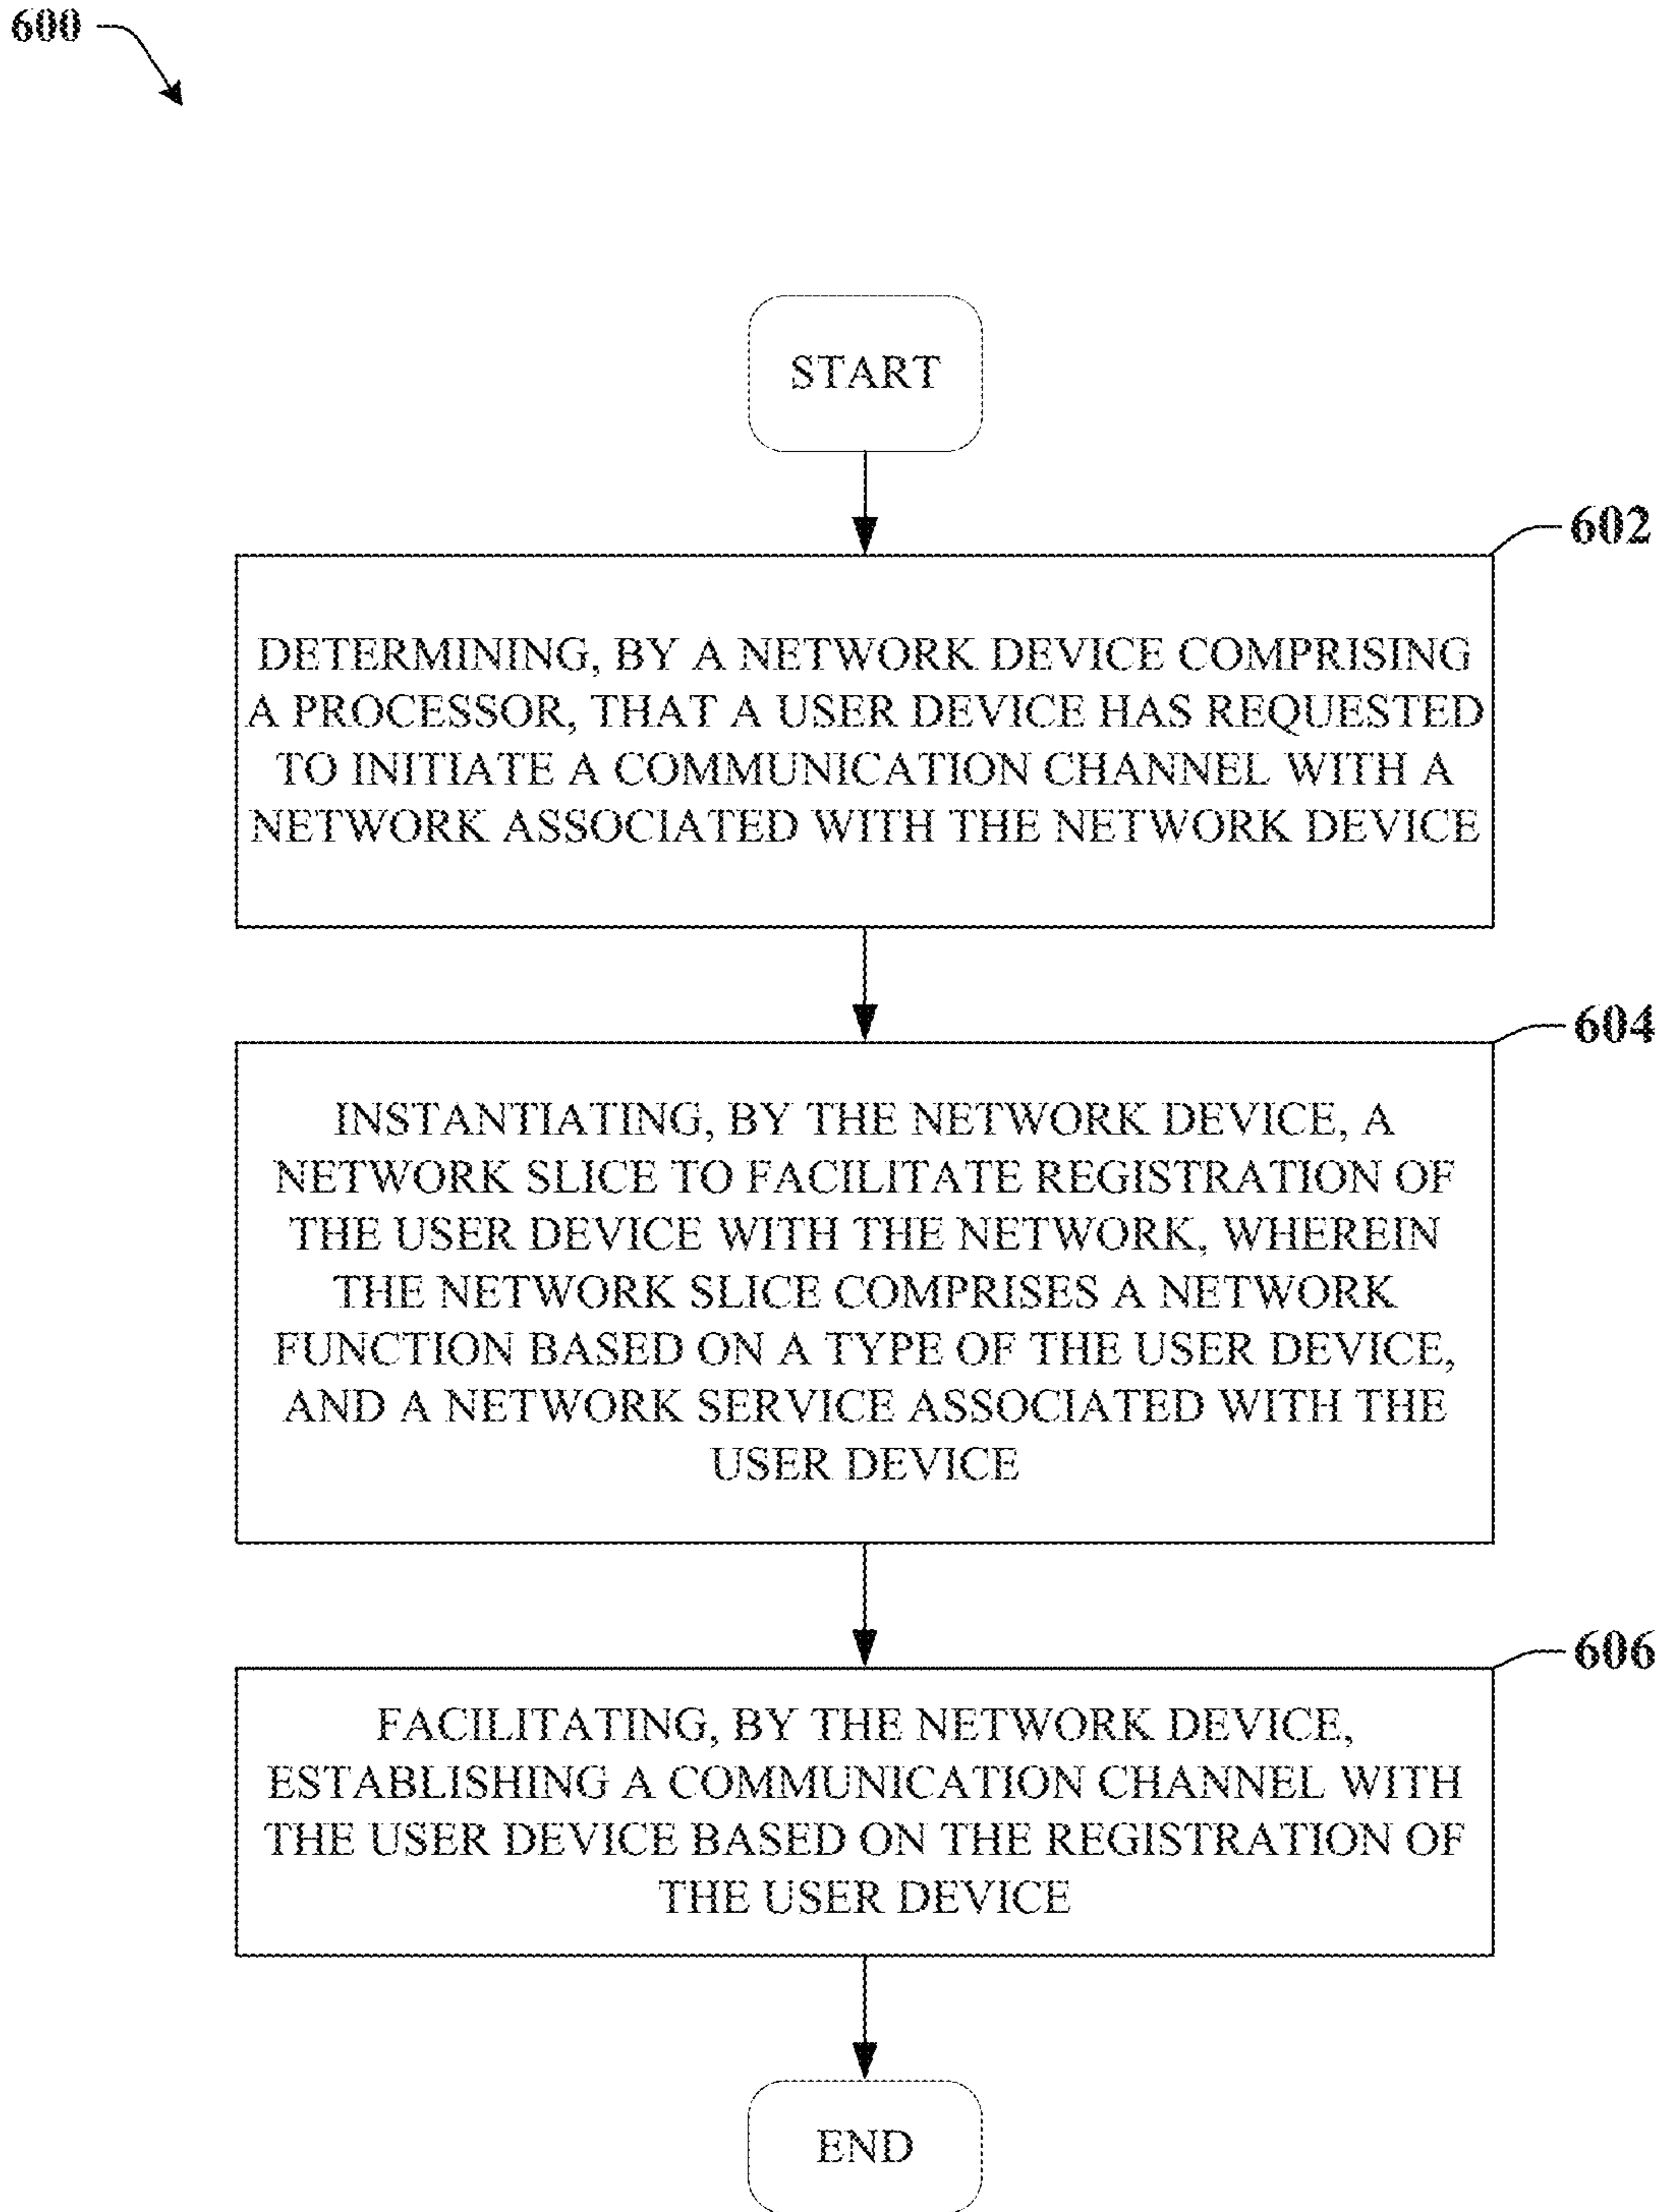 600
START
602
DETERMINING, BY A NETWORK DEVICE COMPRISING
A PROCESSOR, THAT A USER DEVICE HAS REQUESTED
TO INITIATE A COMMUNICATION CHANNEL WITH A
NETWORK ASSOCIATED WITH THE NETWORK DEVICE
604
INSTANTIATING, BY THE NETWORK DEVICE, A
NETWORK SLICE TO FACILITATE REGISTRATION OF
THE USER DEVICE WITH THE NETWORK, WHEREIN
THE NETWORK SLICE COMPRISES A NETWORK
FUNCTION BASED ON A TYPE OF THE USER DEVICE,
AND A NETWORK SERVICE ASSOCIATED WITH THE
USER DEVICE
606
FACILITATING, BY THE NETWORK DEVICE,
ESTABLISHING A COMMUNICATION CHANNEL WITH
THE USER DEVICE BASED ON THE REGISTRATION OF
THE USER DEVICE
END